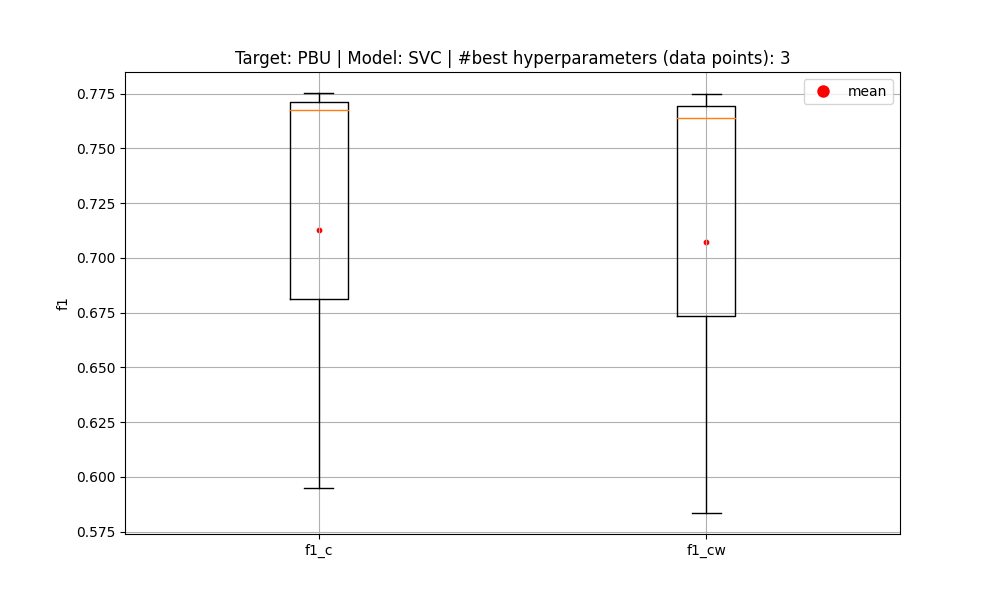 Target: PBU | Model: SVC | #best hyperparameters (data points): 3
mean
0.775
0.750
0.725
0.700
0.675
0.650
0.625
0.600
0.575
f1
f1_c
f1_cw